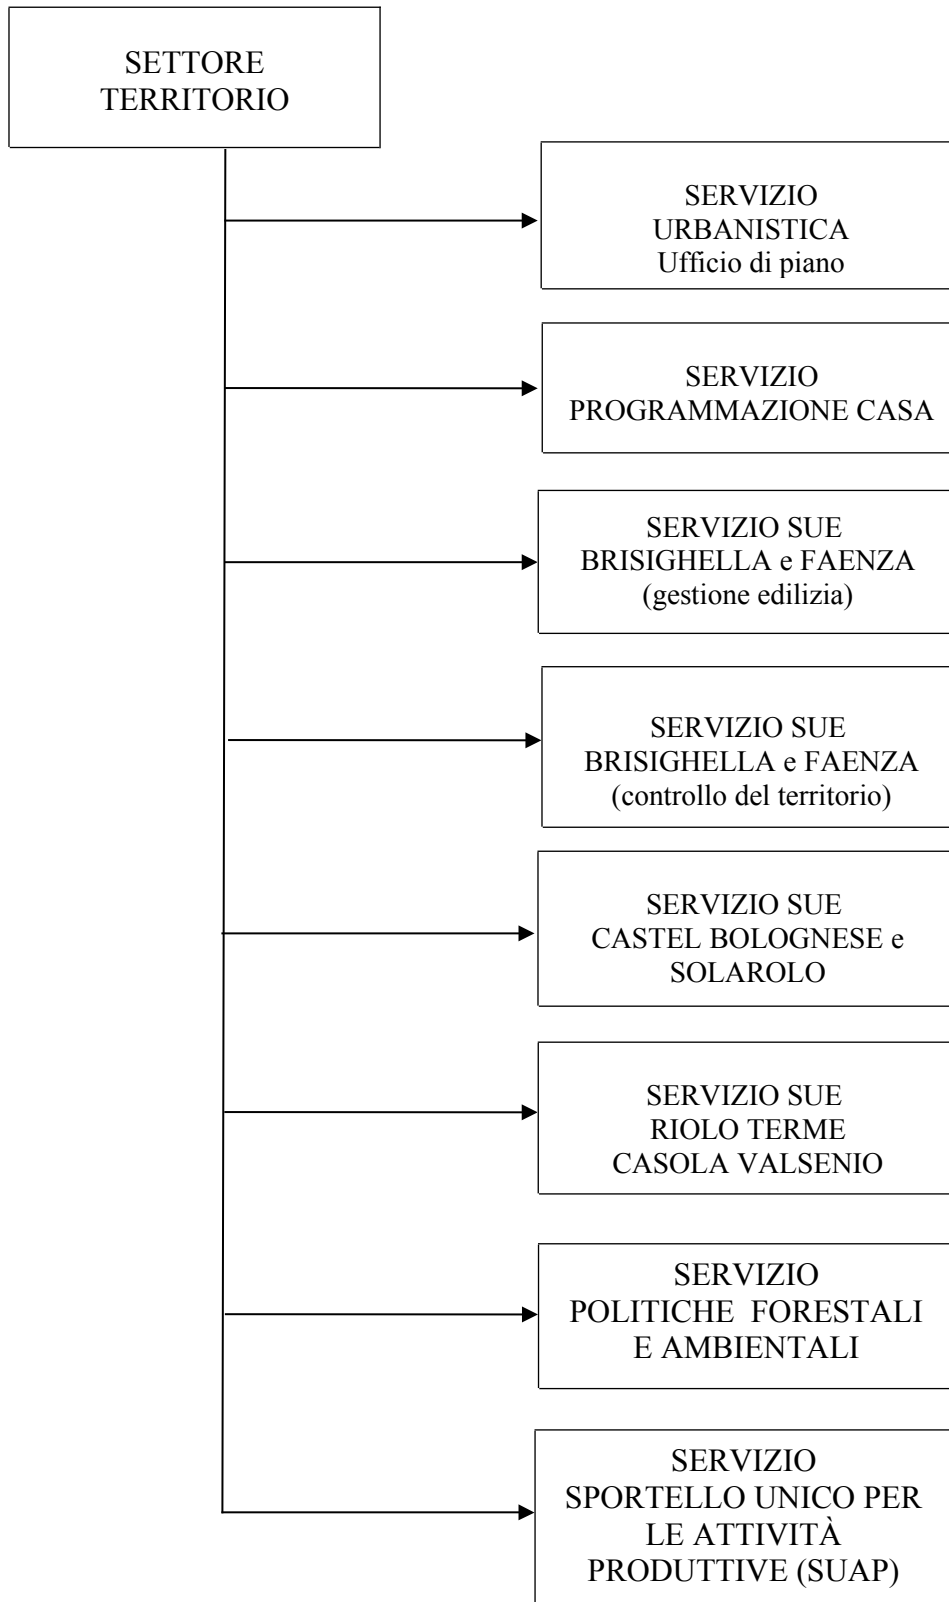 SETTORE
TERRITORIO
SERVIZIO
URBANISTICA
Ufficio di piano
SERVIZIO
PROGRAMMAZIONE CASA
SERVIZIO SUE
BRISIGHELLA e FAENZA
(gestione edilizia)
SERVIZIO SUE
BRISIGHELLA e FAENZA
(controllo del territorio)
SERVIZIO SUE
CASTEL BOLOGNESE e
SOLAROLO
SERVIZIO SUE
RIOLO TERME
CASOLA VALSENIO
SERVIZIO
POLITICHE FORESTALI
E AMBIENTALI
SERVIZIO
SPORTELLO UNICO PER
LE ATTIVITÀ
PRODUTTIVE (SUAP)